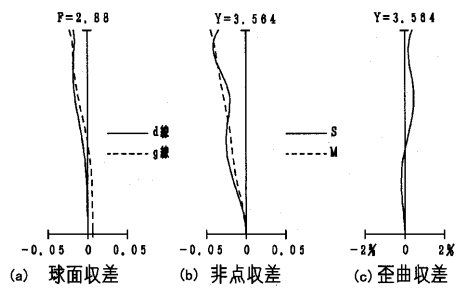 F=2.88
Y=3.564
Y=3.564
d線
g線
S
M
-0.05 0 0.05
-0.05 0 0.05
-2% 0 2%
(a) 球面収差
(b) 非点収差
(c) 歪曲収差